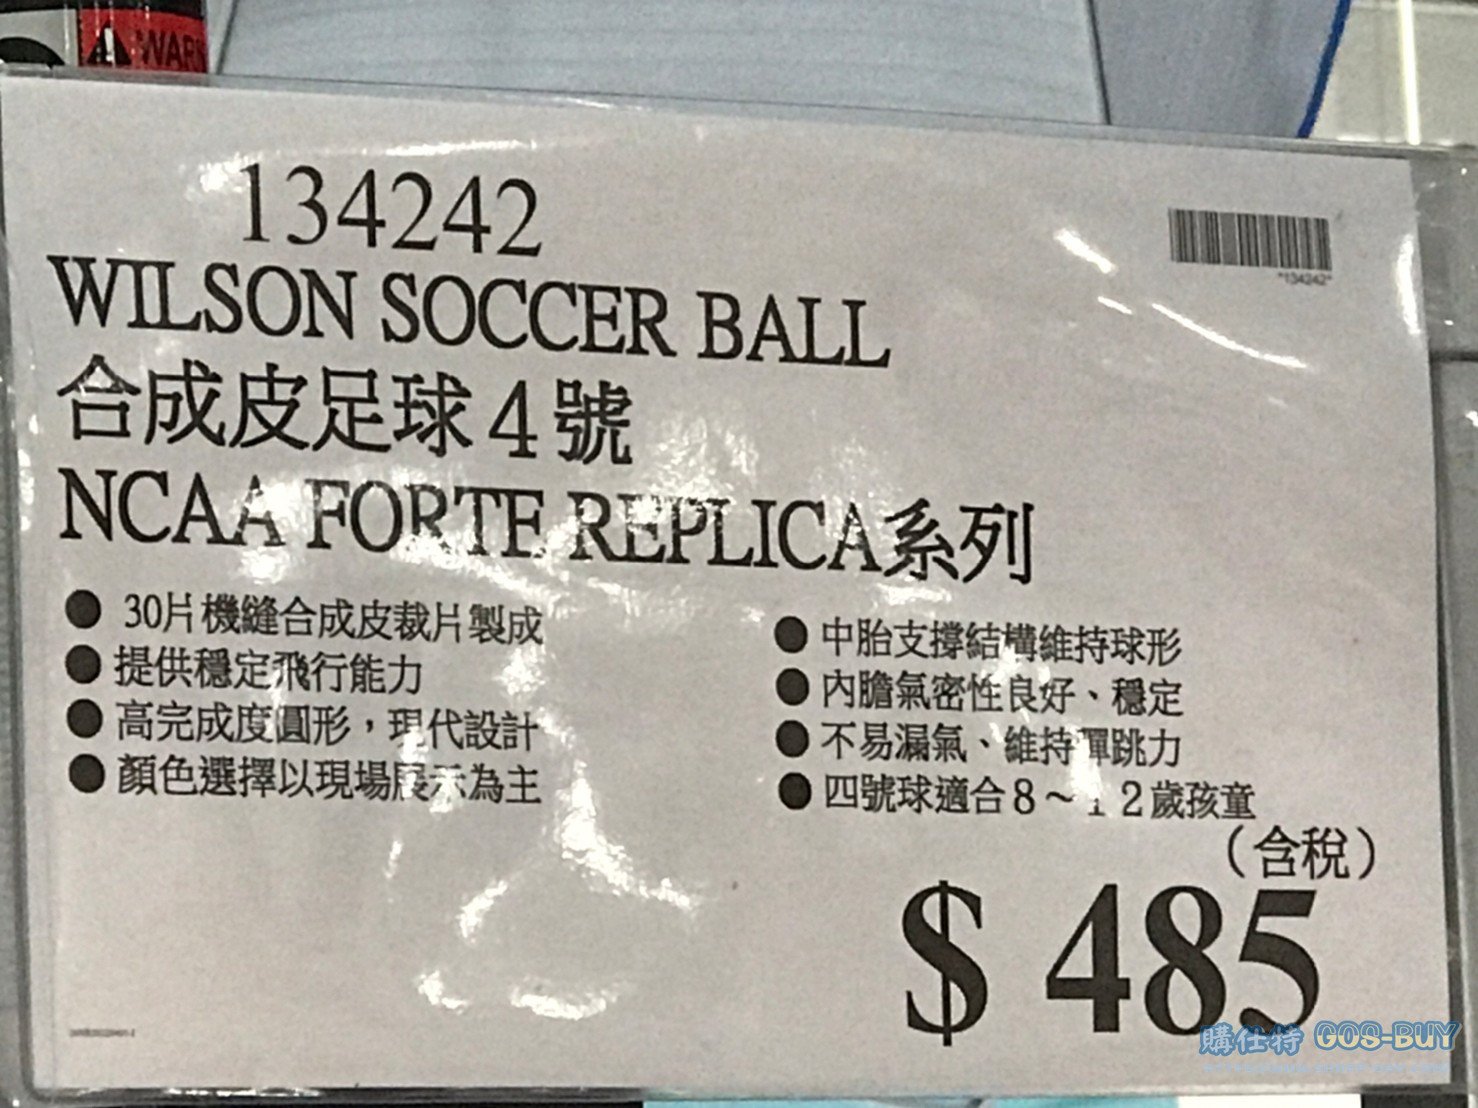 WARN
134242
*134242*
WILSON SOCCER BALL
合成皮足球４號
NCAA FORTE REPLICA系列
● 30片機縫合成皮裁片製成
● 提供穩定飛行能力
● 高完成度圓形，現代設計
● 顏色選擇以現場展示為主
● 中胎支撐結構維持球形
● 內膽氣密性良好、穩定
● 不易漏氣、維持彈跳力
● 四號球適合８～１２歲孩童
（含稅）
$ 485
購仕特 GOS-BUY